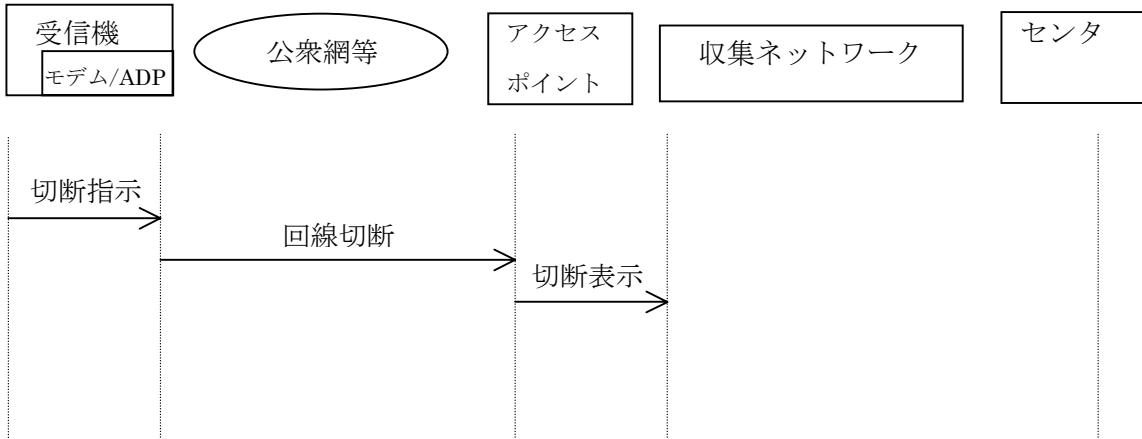 受信機
モデム/ADP
公衆網等
アクセス
ポイント
収集ネットワーク
センタ
切断指示
回線切断
切断表示